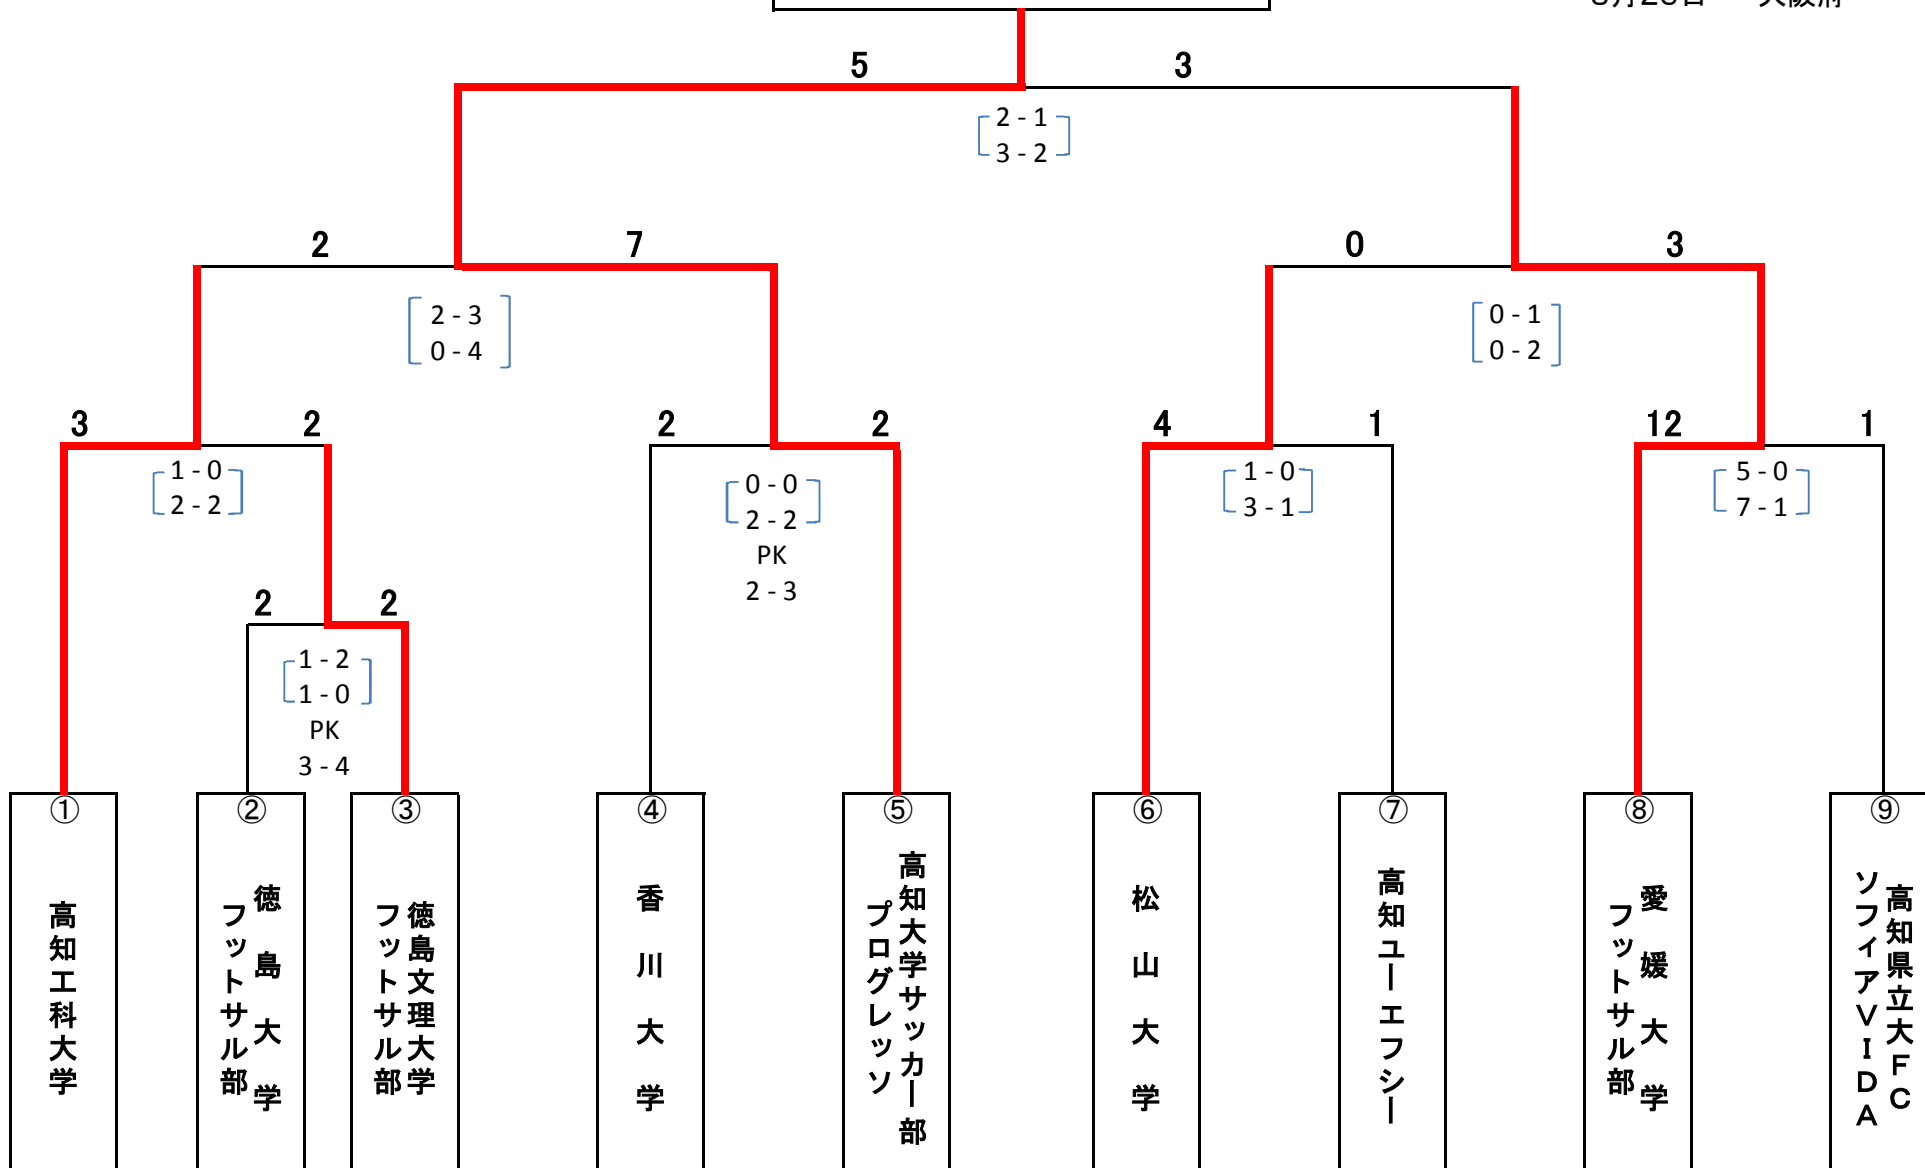 5 3
2 - 1
3 - 2
2 7 0 3
2 - 3
0 - 4
0 - 1
0 - 2
3 2 2 2 4 1 12 1
1 - 0
2 - 2
0 - 0
2 - 2
PK
2 - 3
1 - 0
3 - 1
5 - 0
7 - 1
2 2
1 - 2
1 - 0
PK
3 - 4
①
高知工科大学
②
徳島大学
フットサル部
③
徳島文理大学
フットサル部
④
香川大学
⑤
高知大学サッカー部
プログレッソ
⑥
松山大学
⑦
高知ユーエフシー
⑧
愛媛大学
フットサル部
⑨
高知県立大FC
ソフィアVIDA